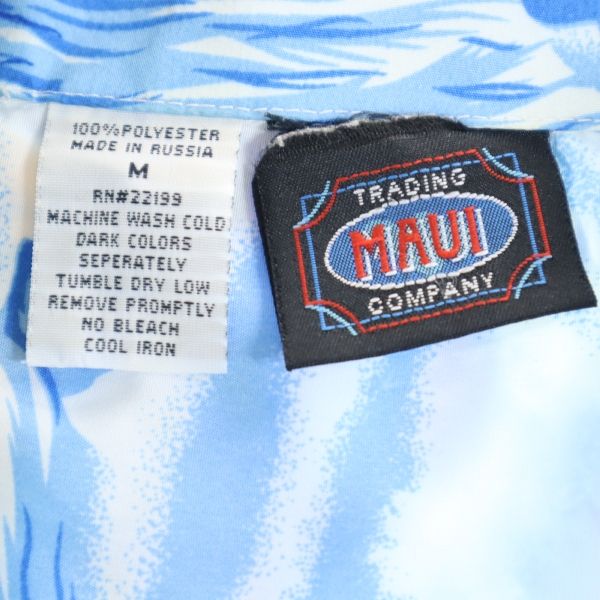 100% POLYESTER
MADE IN RUSSIA
M
RN#22199
MACHINE WASH COLD
DARK COLORS
SEPERATELY
TUMBLE DRY LOW
REMOVE PROMPTLY
NO BLEACH
COOL IRON
TRADING
MAUI
COMPANY